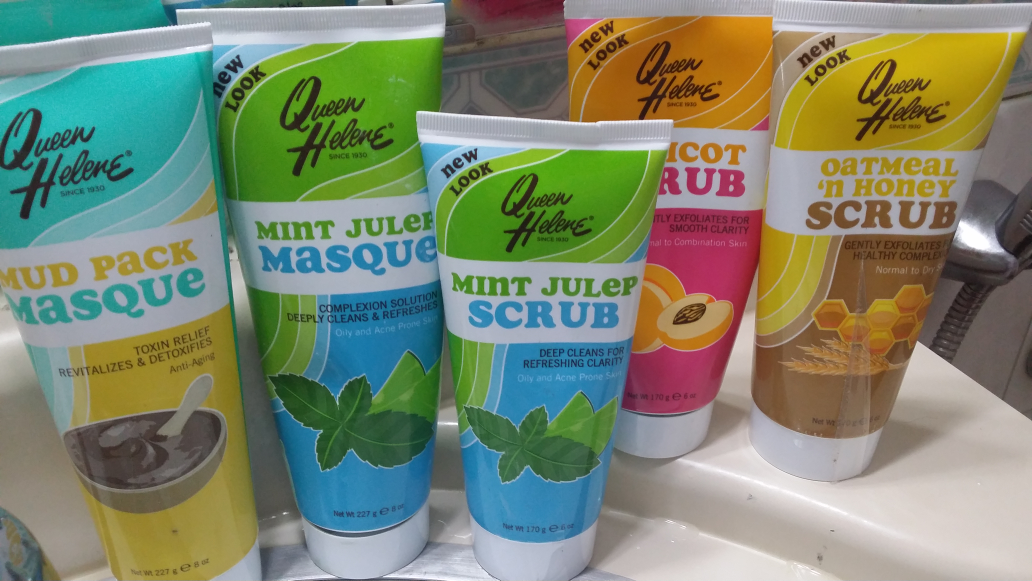 Queen
Helene®
SINCE 1930
MUD PACK
MASQUE
TOXIN RELIEF
REVITALIZES & DETOXIFIES
Anti-Aging
Net Wt 227 g e 8 oz
new
LOOK
Queen
Helene®
SINCE 1930
MINT JULEP
MASQUE
COMPLEXION SOLUTION
DEEPLY CLEANS & REFRESHES
Oily and Acne Prone Skin
Net Wt 227 g e 8 oz
new
LOOK
Queen
Helene®
SINCE 1930
MINT JULEP
SCRUB
DEEP CLEANS FOR
REFRESHING CLARITY
Oily and Acne Prone Skin
Net Wt 170 g e 6 oz
new
LOOK
Queen
Helene®
SINCE 1930
ICOT
RUB
NTLY EXFOLIATES FOR
SMOOTH CLARITY
mal to Combination Skin
Net Wt 170 g e 6 oz
new
LOOK
Queen
Helene®
SINCE 1930
OATMEAL
'N HONEY
SCRUB
GENTLY EXFOLIATES F
HEALTHY COMPLEX
Normal to Dry
Net Wt